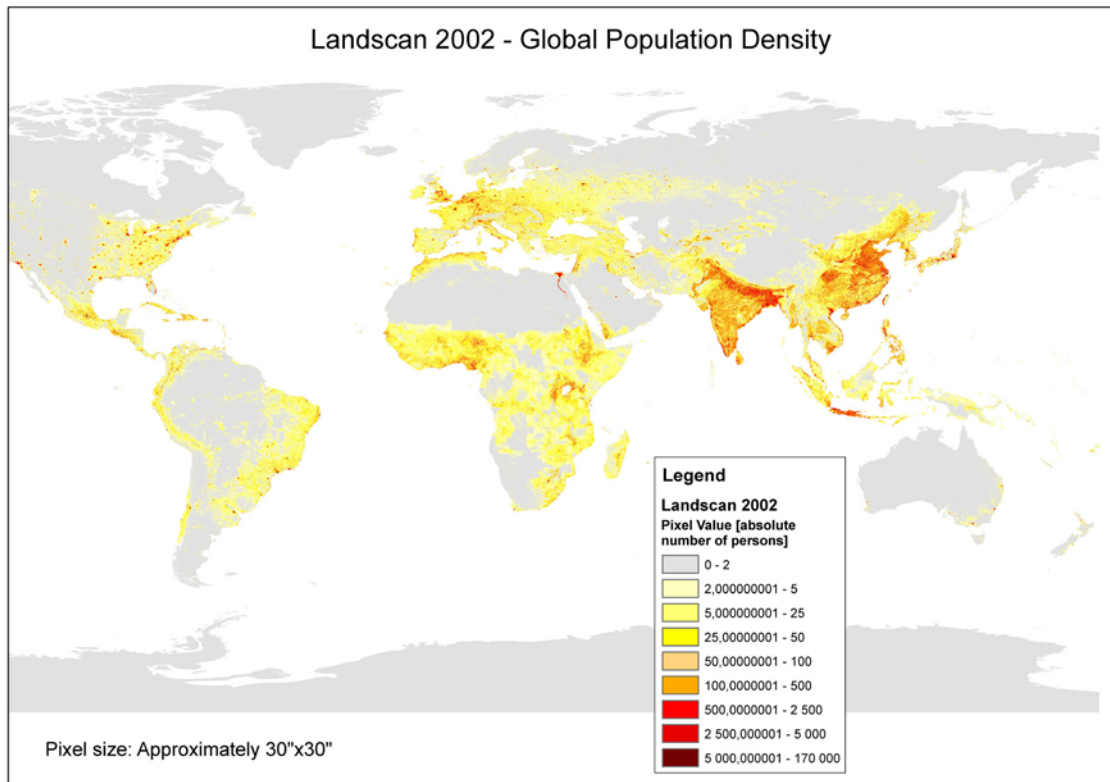 Landscan 2002 - Global Population Density
Legend
Landscan 2002
Pixel Value [absolute
number of persons]
0 - 2
2,000000001 - 5
5,000000001 - 25
25,00000001 - 50
50,00000001 - 100
100,0000001 - 500
500,0000001 - 2 500
2 500,000001 - 5 000
5 000,000001 - 170 000
Pixel size: Approximately 30"x30"